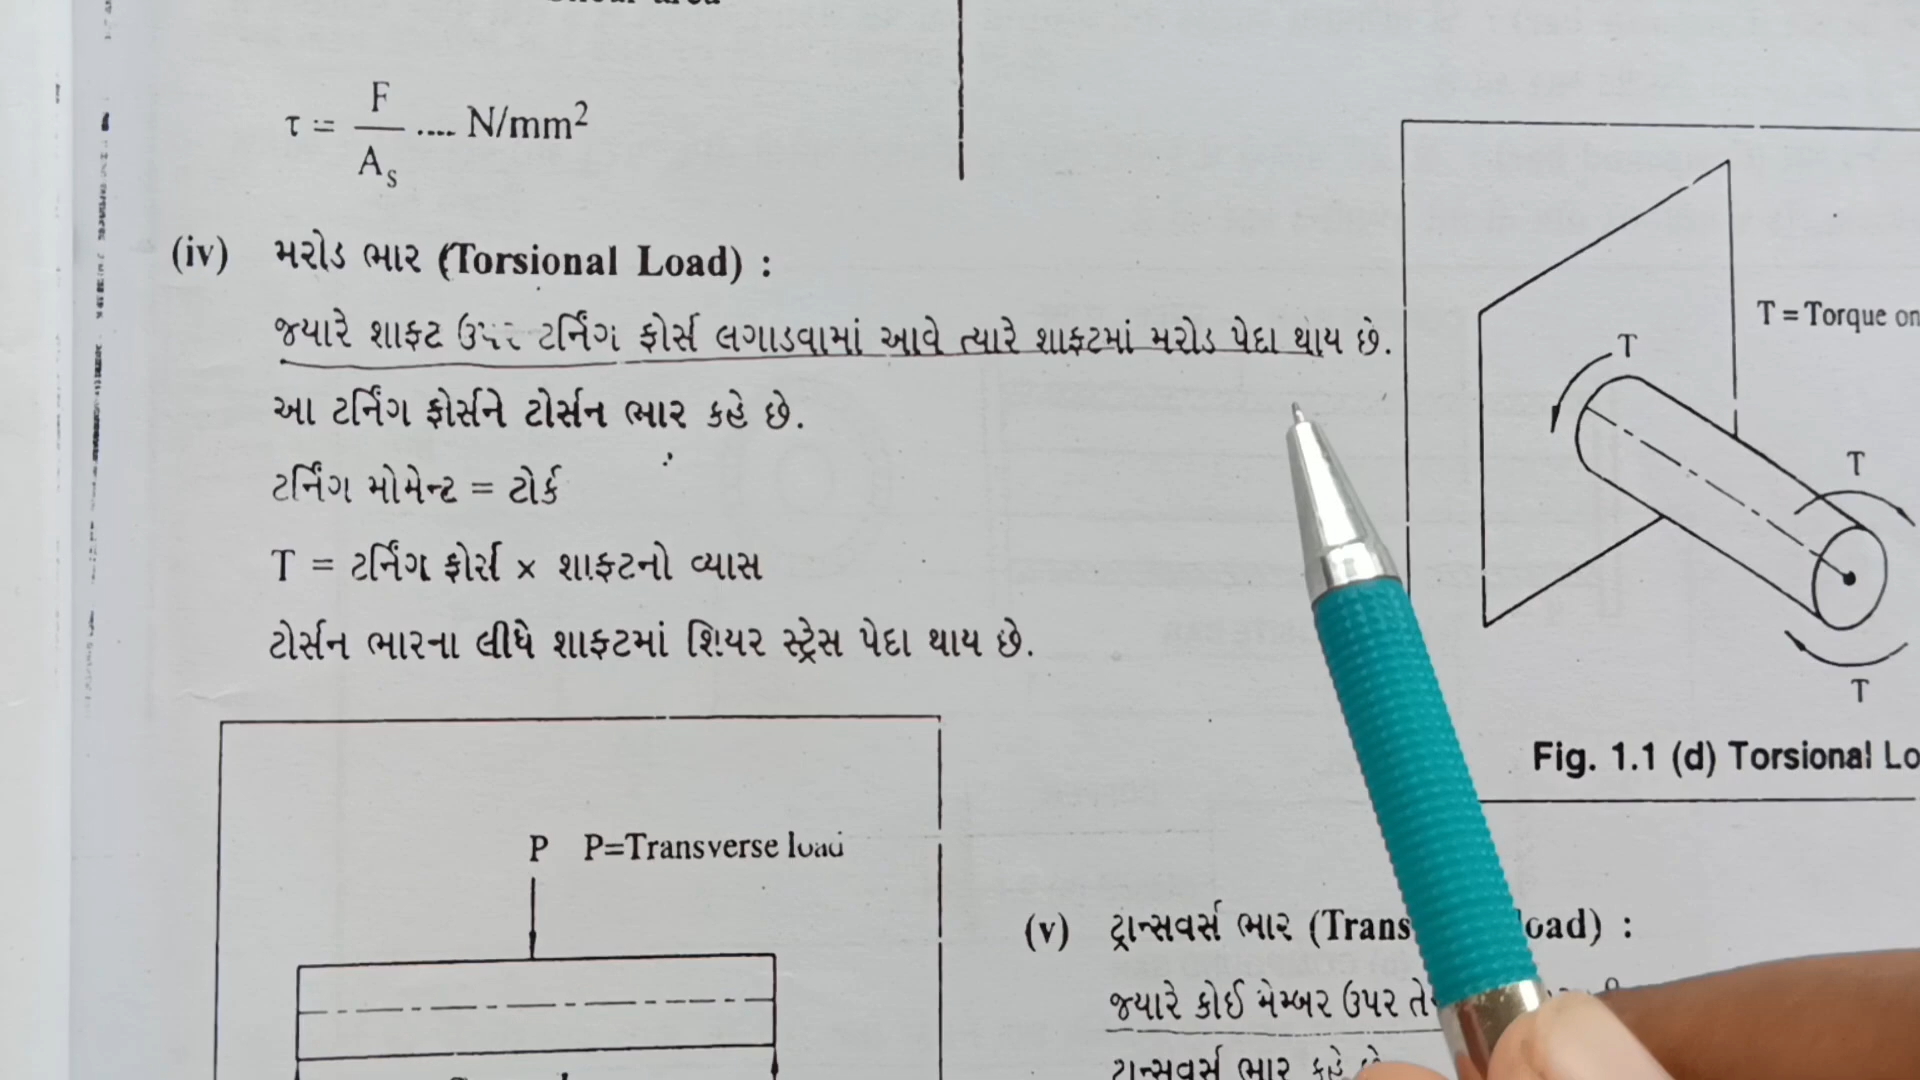 τ = F / As .... N/mm²
(iv) મરોડ ભાર (Torsional Load) :
જ્યારે શાફ્ટ ઉપર ટર્નિંગ ફોર્સ લગાડવામાં આવે ત્યારે શાફ્ટમાં મરોડ પેદા થાય છે.
આ ટર્નિંગ ફોર્સને ટોર્સન ભાર કહે છે.
ટર્નિંગ મોમેન્ટ = ટોર્ક
T = ટર્નિંગ ફોર્સ × શાફ્ટનો વ્યાસ
ટોર્સન ભારના લીધે શાફ્ટમાં શિયર સ્ટ્રેસ પેદા થાય છે.
T = Torque on
T
T
T
Fig. 1.1 (d) Torsional Lo
P P=Transverse load
(v) ટ્રાન્સવર્સ ભાર (Trans oad) :
જ્યારે કોઈ મેમ્બર ઉપર
ટ્રાન્સવર્સ ભાર કહે છે